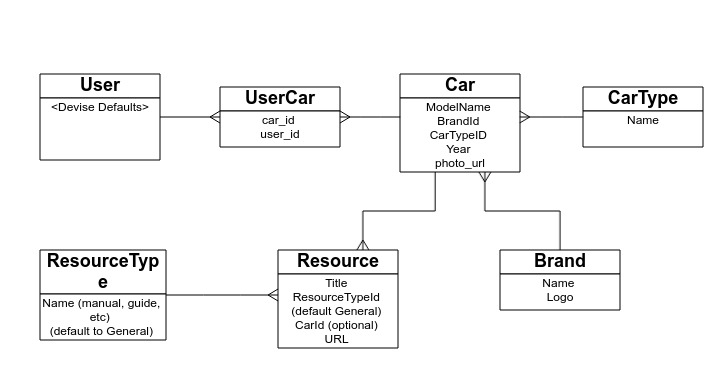 User
<Devise Defaults>
UserCar
car_id
user_id
Car
ModelName
BrandId
CarTypeID
Year
photo_url
CarType
Name
ResourceTyp
e
Name (manual, guide,
etc)
(default to General)
Resource
Title
ResourceTypeId
(default General)
CarId (optional)
URL
Brand
Name
Logo